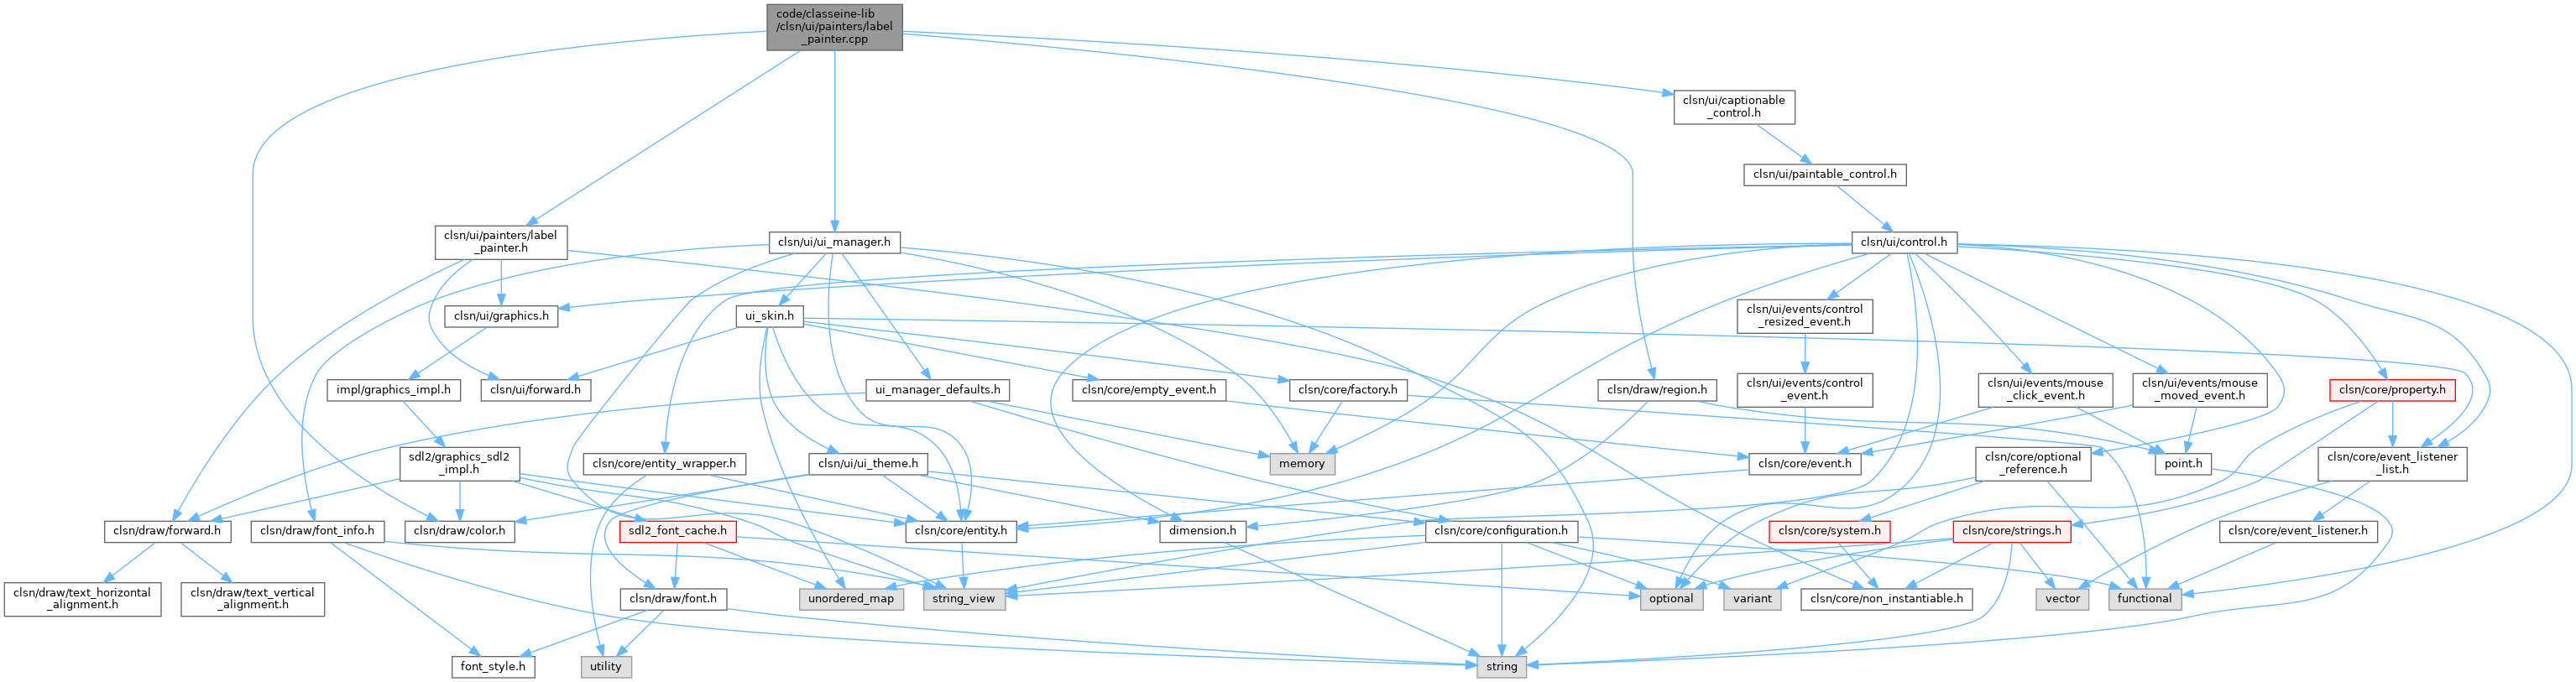 code/classeine-lib
/clsn/ui/painters/label
_painter.cpp
clsn/ui/captionable
_control.h
clsn/ui/paintable_control.h
clsn/ui/painters/label
_painter.h
clsn/ui/ui_manager.h
clsn/ui/control.h
clsn/ui/graphics.h
ui_skin.h
clsn/ui/events/control
_resized_event.h
impl/graphics_impl.h
clsn/ui/forward.h
ui_manager_defaults.h
clsn/core/empty_event.h
clsn/core/factory.h
clsn/draw/region.h
clsn/ui/events/control
_event.h
clsn/ui/events/mouse
_click_event.h
clsn/ui/events/mouse
_moved_event.h
clsn/core/property.h
sdl2/graphics_sdl2
_impl.h
clsn/core/entity_wrapper.h
clsn/ui/ui_theme.h
memory
clsn/core/event.h
clsn/core/optional
_reference.h
point.h
clsn/core/event_listener
_list.h
clsn/draw/forward.h
clsn/draw/font_info.h
clsn/draw/color.h
sdl2_font_cache.h
clsn/core/entity.h
dimension.h
clsn/core/configuration.h
clsn/core/system.h
clsn/core/strings.h
clsn/core/event_listener.h
clsn/draw/text_horizontal
_alignment.h
clsn/draw/text_vertical
_alignment.h
clsn/draw/font.h
unordered_map
string_view
optional
variant
clsn/core/non_instantiable.h
vector
functional
font_style.h
utility
string